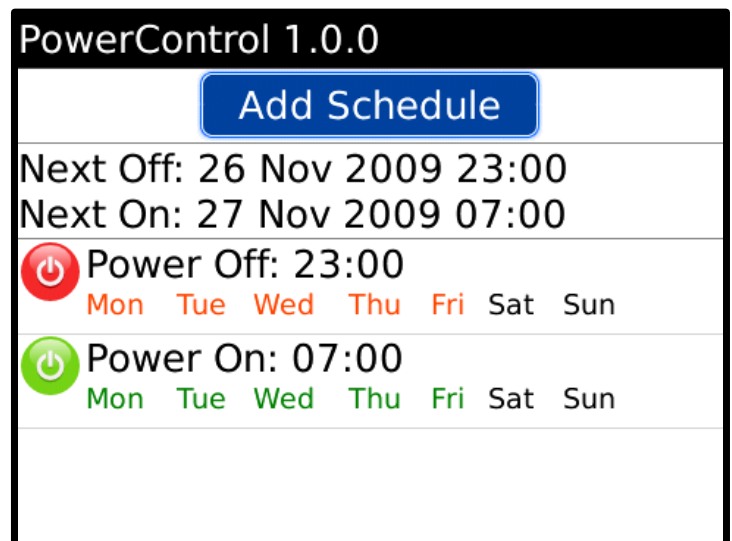 PowerControl 1.0.0
Add Schedule
Next Off: 26 Nov 2009 23:00
Next On: 27 Nov 2009 07:00
Power Off: 23:00
Mon Tue Wed Thu Fri Sat Sun
Power On: 07:00
Mon Tue Wed Thu Fri Sat Sun